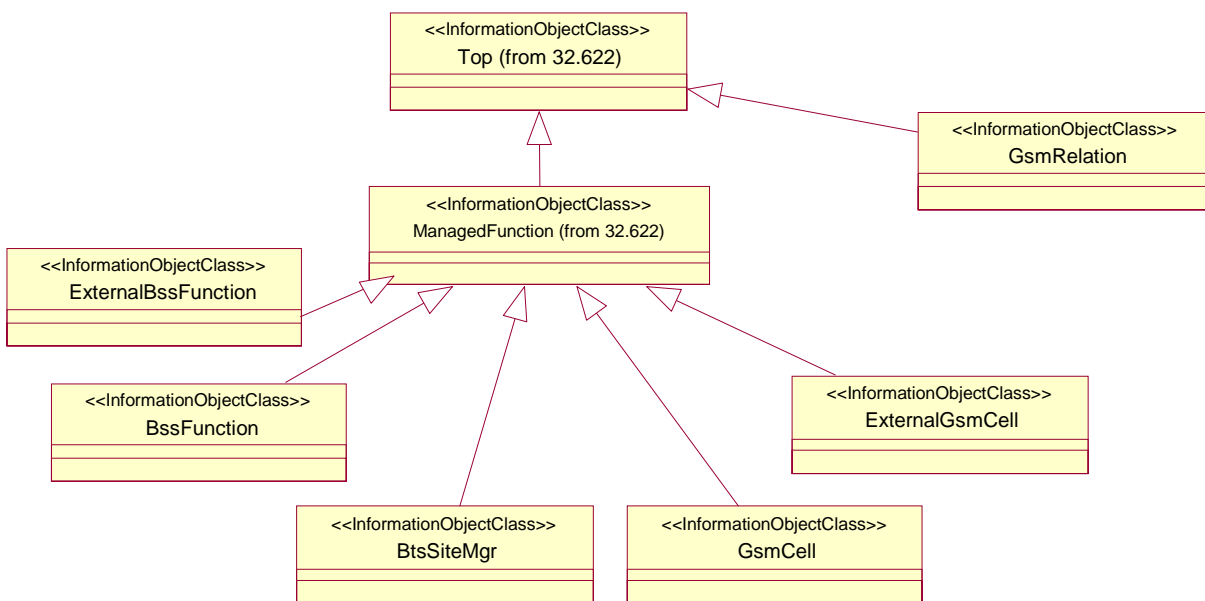 <<InformationObjectClass>>
Top (from 32.622)
<<InformationObjectClass>>
GsmRelation
<<InformationObjectClass>>
ManagedFunction (from 32.622)
<<InformationObjectClass>>
ExternalBssFunction
<<InformationObjectClass>>
BssFunction
<<InformationObjectClass>>
ExternalGsmCell
<<InformationObjectClass>>
BtsSiteMgr
<<InformationObjectClass>>
GsmCell